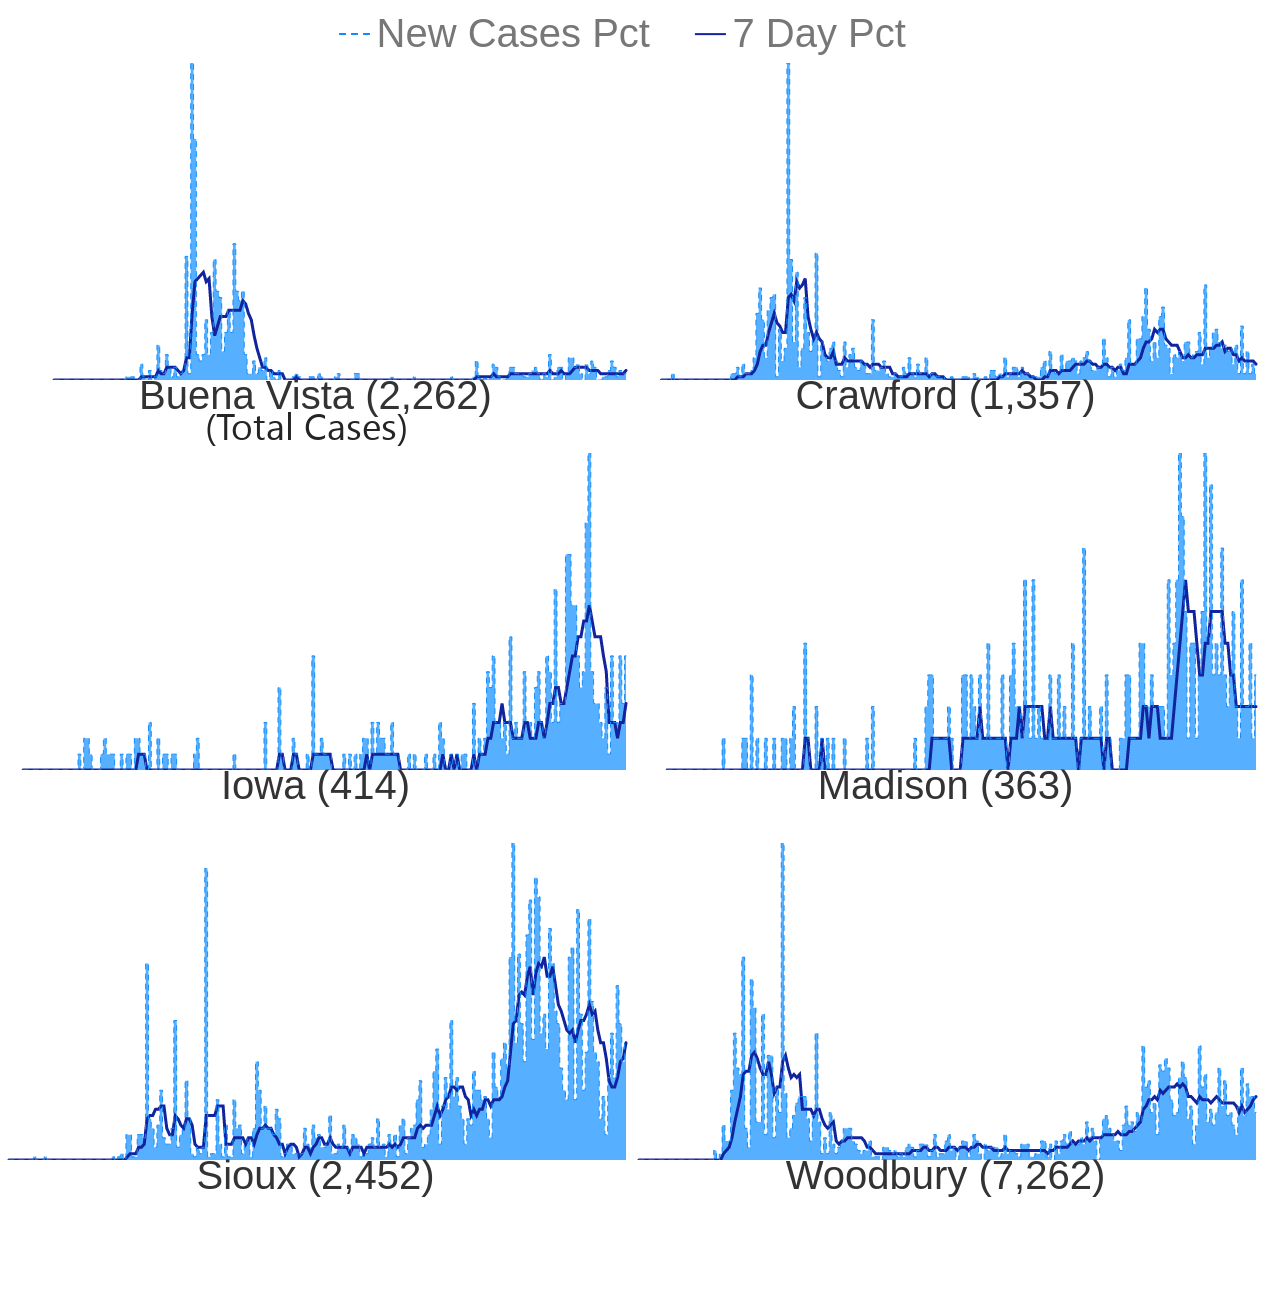 New Cases Pct 7 Day Pct
Buena Vista (2,262) Crawford (1,357)
(Total Cases)
Iowa (414) Madison (363)
Sioux (2,452) Woodbury (7,262)